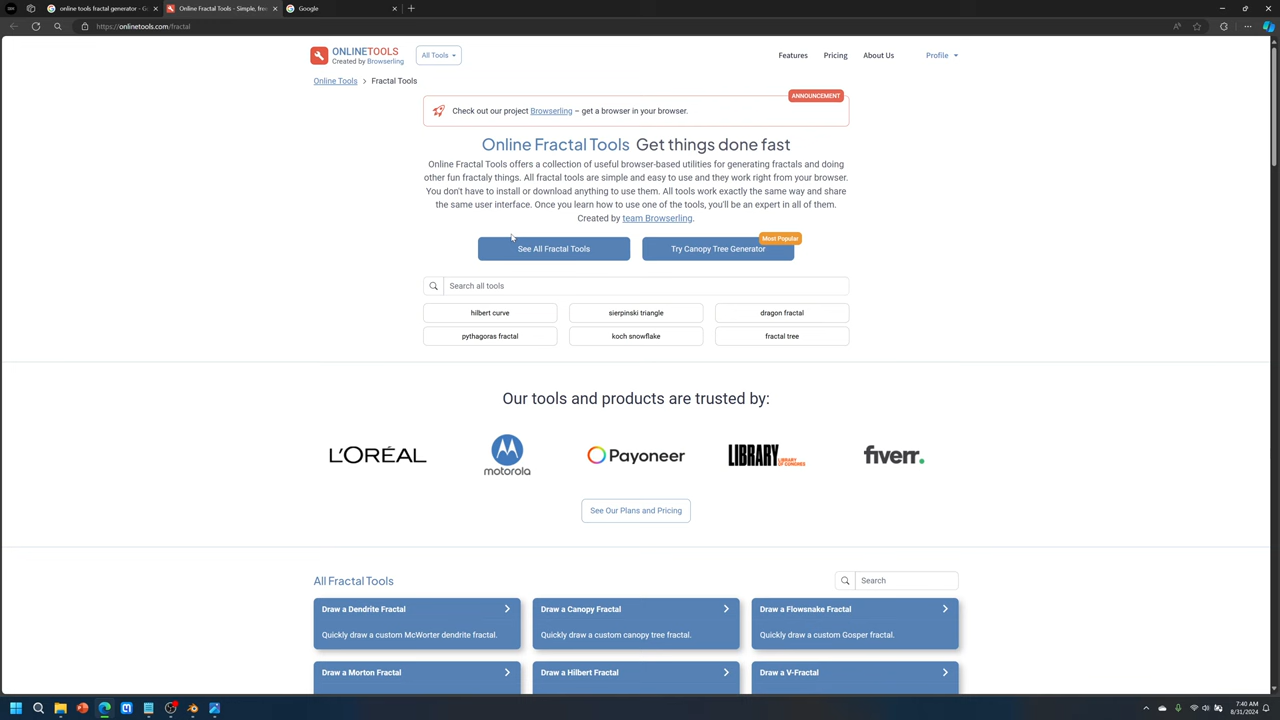 online tools fractal generator - G
Online Fractal Tools - Simple, free
Google
https://onlinetools.com/fractal
ONLINETOOLS
Created by Browserling
All Tools
Features
Pricing
About Us
Profile
Online Tools > Fractal Tools
ANNOUNCEMENT
Check out our project Browserling – get a browser in your browser.
Online Fractal Tools Get things done fast
Online Fractal Tools offers a collection of useful browser-based utilities for generating fractals and doing
other fun fractaly things. All fractal tools are simple and easy to use and they work right from your browser.
You don't have to install or download anything to use them. All tools work exactly the same way and share
the same user interface. Once you learn how to use one of the tools, you'll be an expert in all of them.
Created by team Browserling.
Most Popular
See All Fractal Tools
Try Canopy Tree Generator
Search all tools
hilbert curve
sierpinski triangle
dragon fractal
pythagoras fractal
koch snowflake
fractal tree
Our tools and products are trusted by:
L'ORÉAL
motorola
Payoneer
LIBRARY
fiverr.
See Our Plans and Pricing
All Fractal Tools
Search
Draw a Dendrite Fractal
Quickly draw a custom McWorter dendrite fractal.
Draw a Canopy Fractal
Quickly draw a custom canopy tree fractal.
Draw a Flowsnake Fractal
Quickly draw a custom Gosper fractal.
Draw a Morton Fractal
Draw a Hilbert Fractal
Draw a V-Fractal
7:40 AM
8/31/2024